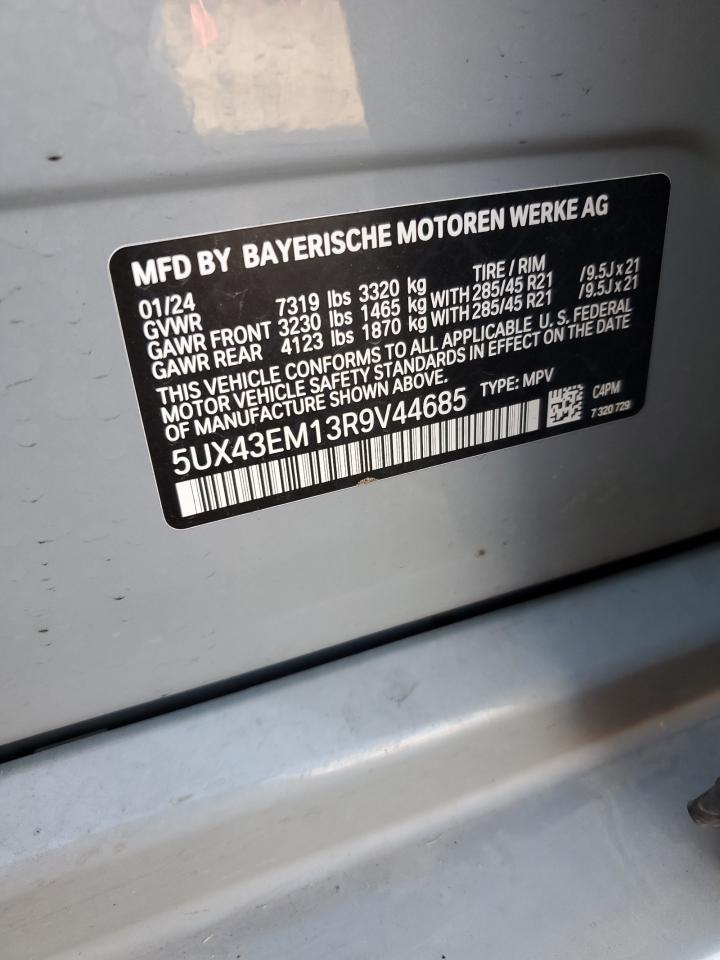 MFD BY BAYERISCHE MOTOREN WERKE AG
01/24 TIRE / RIM
GVWR 7319 lbs 3320 kg
GAWR FRONT 3230 lbs 1465 kg WITH 285/45 R21 /9.5J x 21
GAWR REAR 4123 lbs 1870 kg WITH 285/45 R21 /9.5J x 21
THIS VEHICLE CONFORMS TO ALL APPLICABLE U. S. FEDERAL
MOTOR VEHICLE SAFETY STANDARDS IN EFFECT ON THE DATE
OF MANUFACTURE SHOWN ABOVE.
5UX43EM13R9V44685 TYPE: MPV C4PM
7 320 729